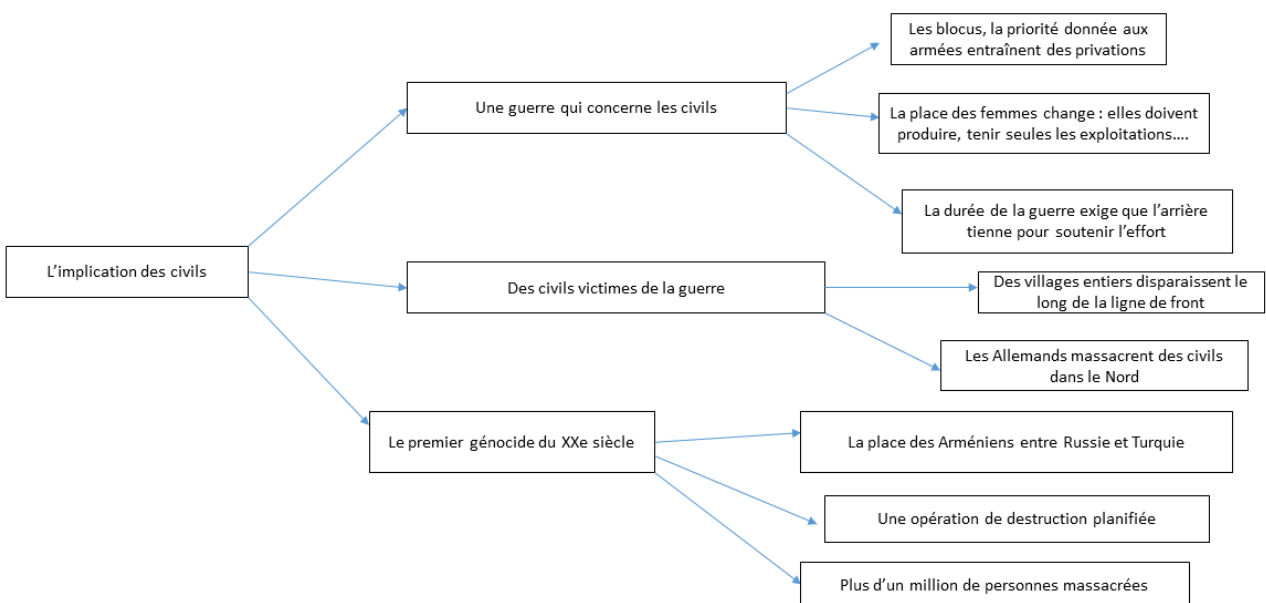 Les blocus, la priorité donnée aux
armées entraînent des privations
Une guerre qui concerne les civils
La place des femmes change : elles doivent
produire, tenir seules les exploitations....
La durée de la guerre exige que l'arrière
tienne pour soutenir l'effort
L'implication des civils
Des civils victimes de la guerre
Des villages entiers disparaissent le
long de la ligne de front
Les Allemands massacrent des civils
dans le Nord
Le premier génocide du XXe siècle
La place des Arméniens entre Russie et Turquie
Une opération de destruction planifiée
Plus d'un million de personnes massacrées